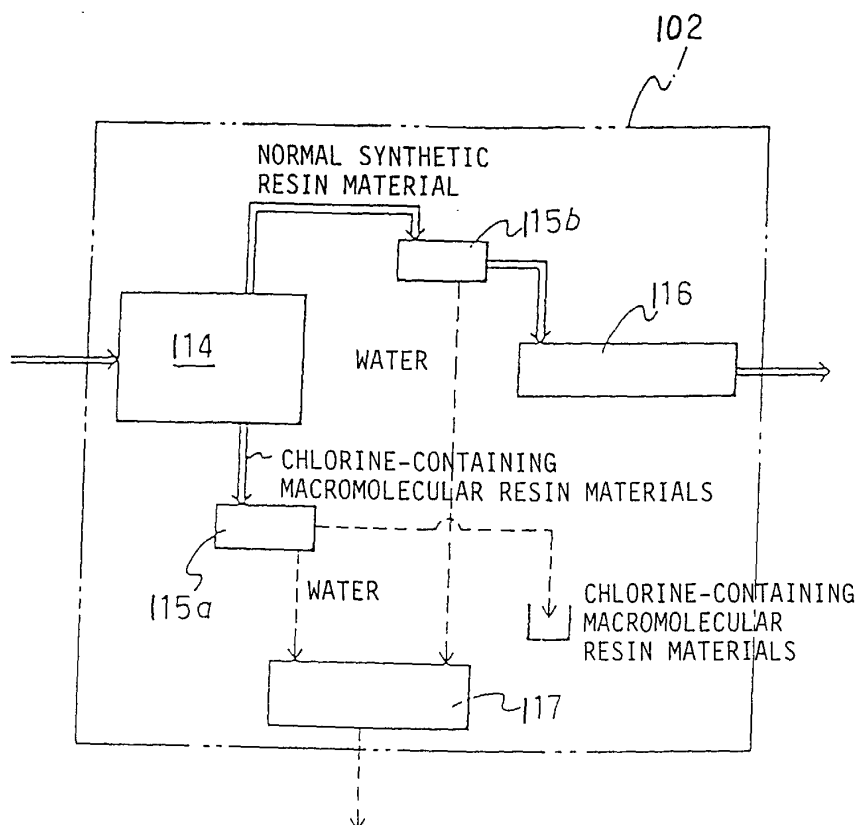 102
NORMAL SYNTHETIC
RESIN MATERIAL
115b
114
WATER
116
CHLORINE-CONTAINING
MACROMOLECULAR RESIN MATERIALS
115a
WATER
CHLORINE-CONTAINING
MACROMOLECULAR
RESIN MATERIALS
117